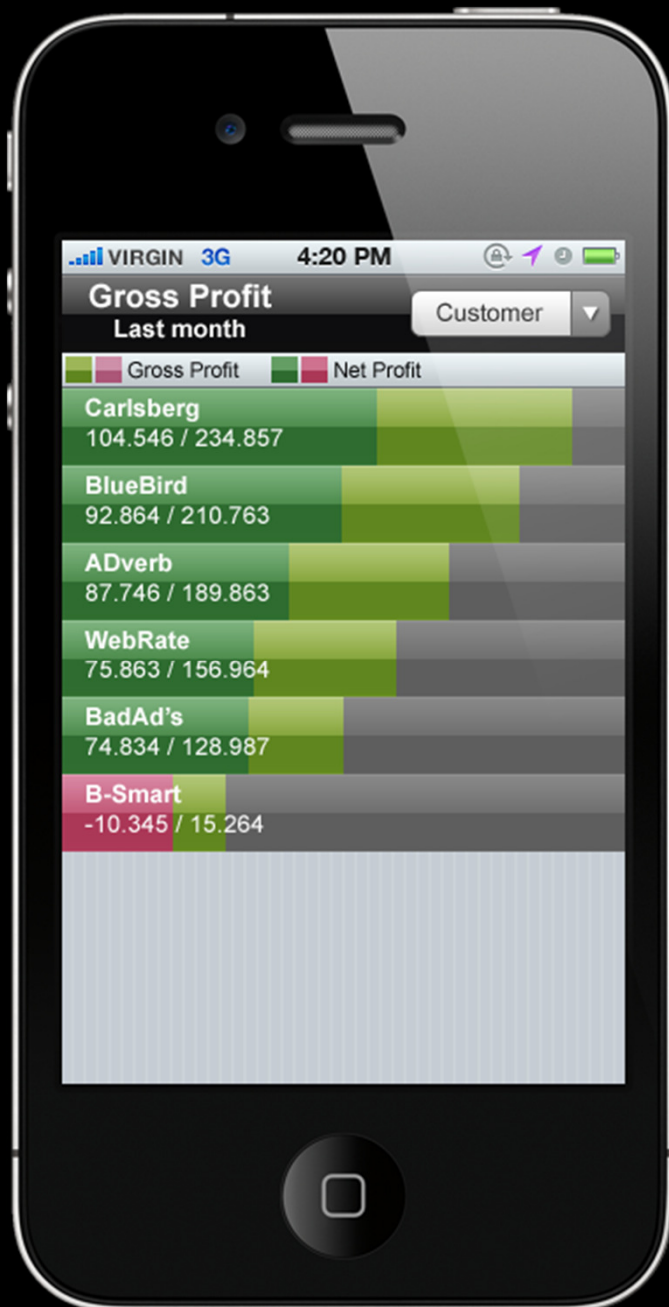 VIRGIN 3G 4:20 PM
Gross Profit
Last month
Customer
Gross Profit Net Profit
Carlsberg
104.546 / 234.857
BlueBird
92.864 / 210.763
ADverb
87.746 / 189.863
WebRate
75.863 / 156.964
BadAd’s
74.834 / 128.987
B-Smart
-10.345 / 15.264